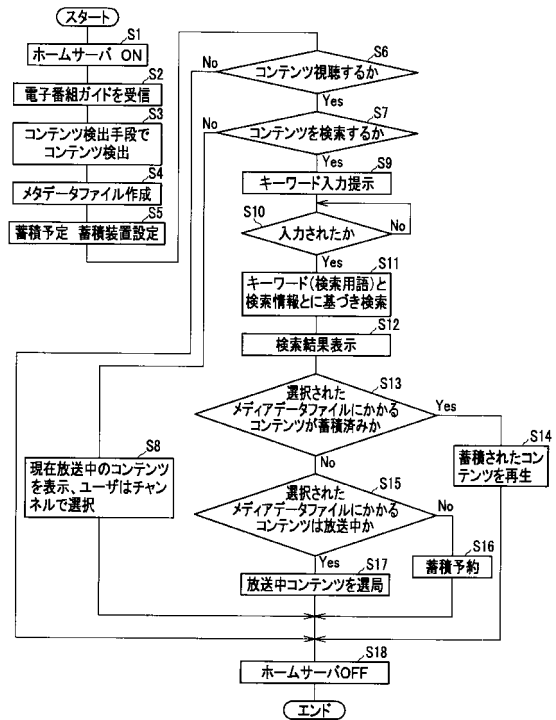 スタート
S1
ホームサーバ ON
S2
電子番組ガイドを受信
S3
コンテンツ検出手段で
コンテンツ検出
S4
メタデータファイル作成
S5
蓄積予定 蓄積装置設定
S6
コンテンツ視聴するか
No
Yes
S7
コンテンツを検索するか
No
Yes
S9
キーワード入力提示
S10
入力されたか
No
Yes
S11
キーワード(検索用語)と
検索情報とに基づき検索
S12
検索結果表示
S13
選択された
メディアデータファイルにかかる
コンテンツが蓄積済みか
Yes
No
S14
蓄積されたコン
テンツを再生
S8
現在放送中のコンテンツ
を表示、ユーザはチャン
ネルで選択
S15
選択された
メディアデータファイルにかかる
コンテンツは放送中か
No
Yes
S16
蓄積予約
S17
放送中コンテンツを選局
S18
ホームサーバOFF
エンド